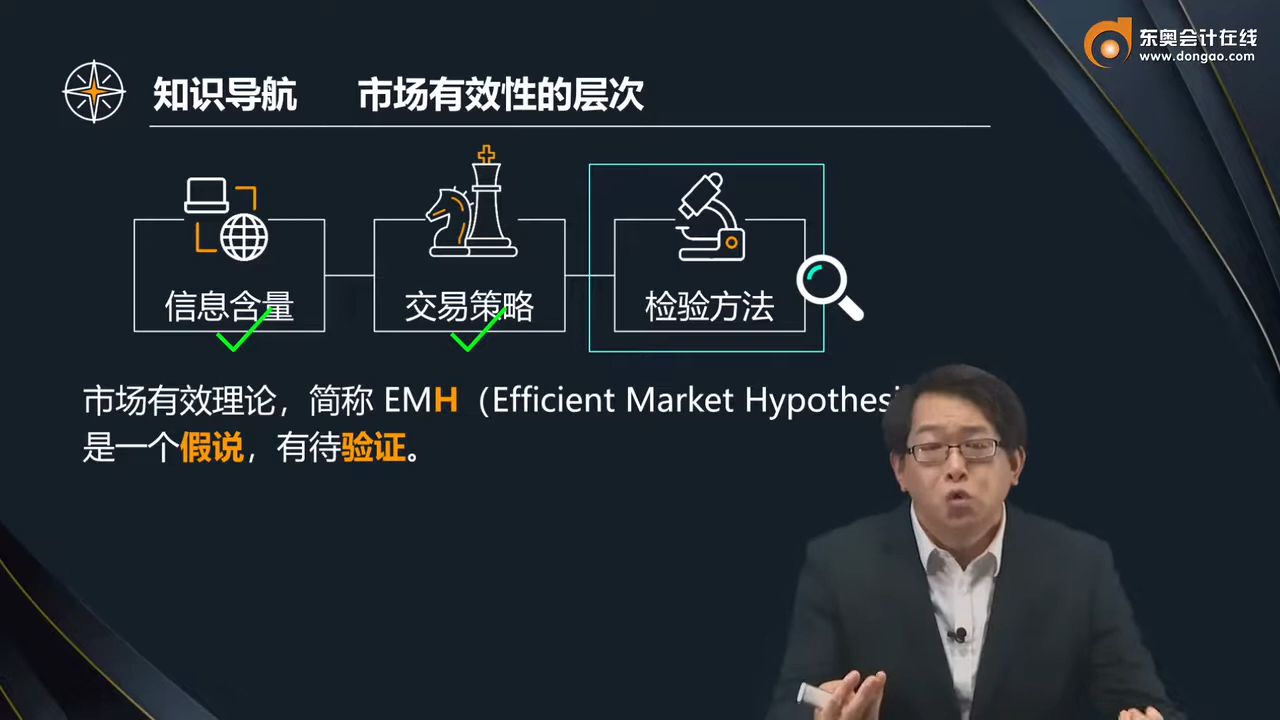 东奥会计在线
www.dongao.com
知识导航 市场有效性的层次
信息含量 交易策略 检验方法
市场有效理论，简称 EMH（Efficient Market
是一个假说，有待验证。